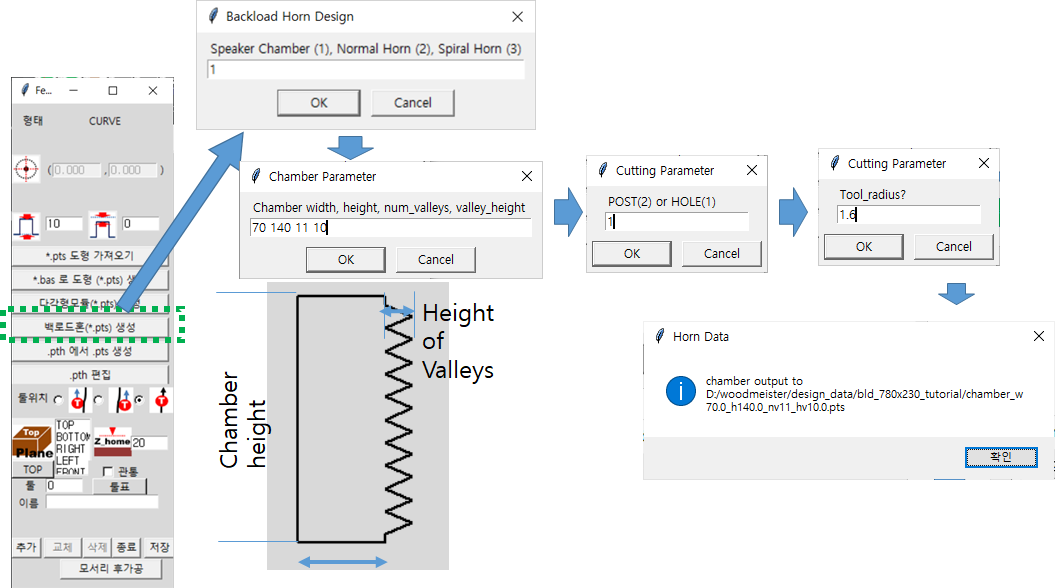 Backload Horn Design
Speaker Chamber (1), Normal Horn (2), Spiral Horn (3)
1
OK
Cancel
Fe...
형태
CURVE
(0.000 ,0.000 )
10
0
*.pts 도형 가져오기
*.bas 로 도형 (*.pts) 생
다각형모듈(*.pts)
백로드혼(*.pts) 생성
.pth 에서 .pts 생성
.pth 편집
툴위치
Top
Plane
TOP
BOTTOM
RIGHT
LEFT
FRONT
Z_home
20
TOP
관통
툴
0
툴표
이름
추가
교체
삭제
종료
저장
모서리 후가공
Chamber Parameter
Chamber width, height, num_valleys, valley_height
70 140 11 10
OK
Cancel
Cutting Parameter
POST(2) or HOLE(1)
1
OK
Cancel
Cutting Parameter
Tool_radius?
1.6
OK
Cancel
Height
of
Valleys
Chamber
height
Horn Data
chamber output to
D:/woodmeister/design_data/bld_780x230_tutorial/chamber_w
70.0_h140.0_nv11_hv10.0.pts
확인